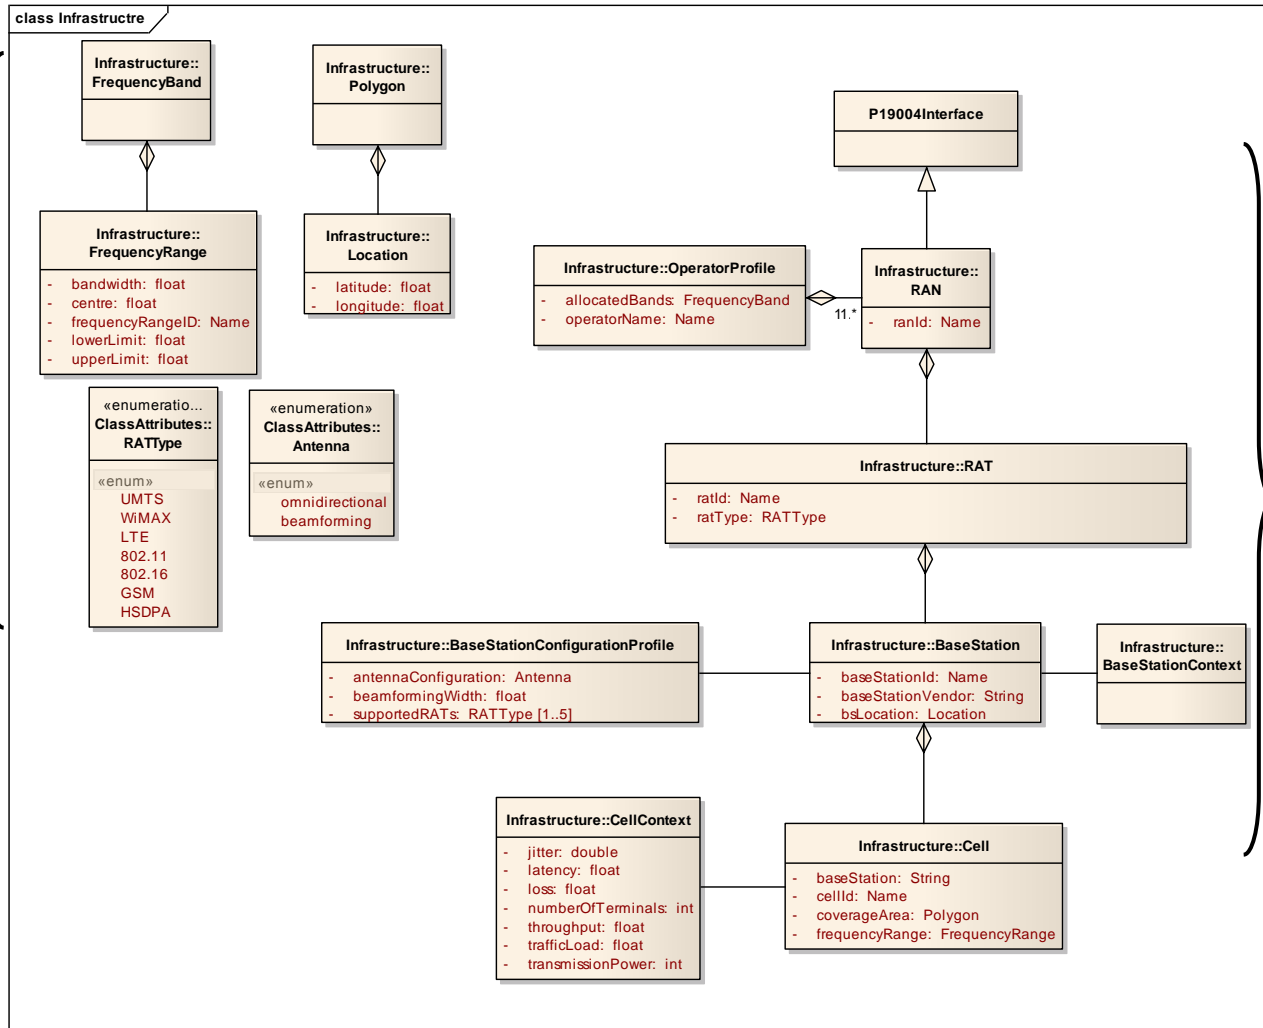 class Infrastructre
Infrastructure::
FrequencyBand
Infrastructure::
Polygon
P19004Interface
Infrastructure::
FrequencyRange
- bandwidth: float
- centre: float
- frequencyRangeID: Name
- lowerLimit: float
- upperLimit: float
Infrastructure::
Location
- latitude: float
- longitude: float
Infrastructure::OperatorProfile
- allocatedBands: FrequencyBand
- operatorName: Name
11.*
Infrastructure::
RAN
- ranId: Name
«enumeratio...
ClassAttributes::
RATType
«enum»
UMTS
WiMAX
LTE
802.11
802.16
GSM
HSDPA
«enumeration»
ClassAttributes::
Antenna
«enum»
omnidirectional
beamforming
Infrastructure::RAT
- ratId: Name
- ratType: RATType
Infrastructure::BaseStationConfigurationProfile
- antennaConfiguration: Antenna
- beamformingWidth: float
- supportedRATs: RATType [1..5]
Infrastructure::BaseStation
- baseStationId: Name
- baseStationVendor: String
- bsLocation: Location
Infrastructure::
BaseStationContext
Infrastructure::CellContext
- jitter: double
- latency: float
- loss: float
- numberOfTerminals: int
- throughput: float
- trafficLoad: float
- transmissionPower: int
Infrastructure::Cell
- baseStation: String
- cellId: Name
- coverageArea: Polygon
- frequencyRange: FrequencyRange